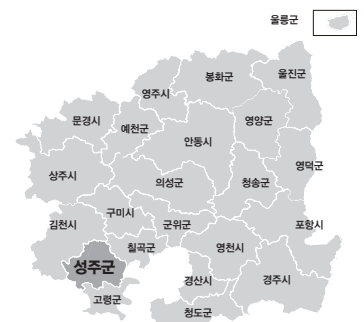 울릉군
봉화군
울진군
영주시
문경시
예천군
영양군
안동시
영덕군
상주시
의성군
청송군
구미시
김천시
군위군
포항시
칠곡군
영천시
성주군
경산시
경주시
고령군
청도군